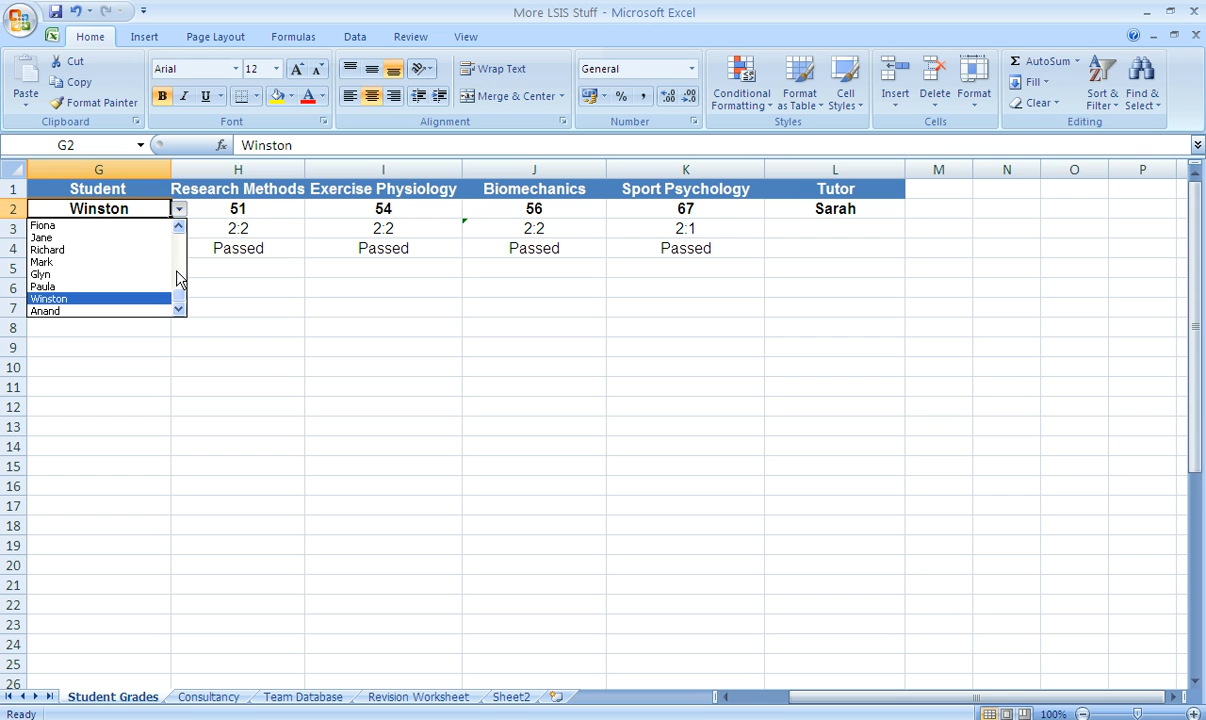 More LSIS Stuff - Microsoft Excel
Home Insert Page Layout Formulas Data Review View
Paste
Cut
Copy
Format Painter
Clipboard
Arial 12
B I U
Font
Wrap Text
Merge & Center
Alignment
General
%
Number
Conditional Formatting
Format as Table
Cell Styles
Styles
Insert Delete Format
Cells
Σ AutoSum
Fill
Clear
Sort & Filter
Find & Select
Editing
G2 fx Winston
G H I J K L M N O P
1 Student Research Methods Exercise Physiology Biomechanics Sport Psychology Tutor
2 Winston 51 54 56 67 Sarah
3 2:2 2:2 2:2 2:1
4 Passed Passed Passed Passed
Fiona
Jane
Richard
Mark
Glyn
Paula
Winston
Anand
5
6
7
8
9
10
11
12
13
14
15
16
17
18
19
20
21
22
23
24
25
26
Student Grades Consultancy Team Database Revision Worksheet Sheet2
Ready 100%